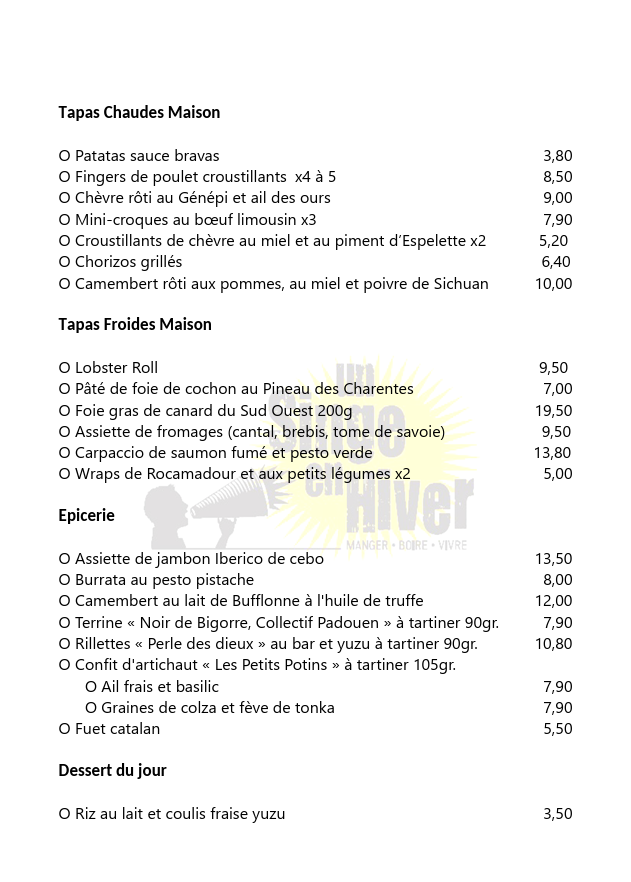 Tapas Chaudes Maison
O Patatas sauce bravas 3,80
O Fingers de poulet croustillants  x4 à 5 8,50
O Chèvre rôti au Génépi et ail des ours 9,00
O Mini-croques au bœuf limousin x3 7,90
O Croustillants de chèvre au miel et au piment d’Espelette x2 5,20
O Chorizos grillés 6,40
O Camembert rôti aux pommes, au miel et poivre de Sichuan 10,00
Tapas Froides Maison
O Lobster Roll 9,50
O Pâté de foie de cochon au Pineau des Charentes 7,00
O Foie gras de canard du Sud Ouest 200g 19,50
O Assiette de fromages (cantal, brebis, tome de savoie) 9,50
O Carpaccio de saumon fumé et pesto verde 13,80
O Wraps de Rocamadour et aux petits légumes x2 5,00
un
Singe
en
Hiver
MANGER • BOIRE • VIVRE
Epicerie
O Assiette de jambon Iberico de cebo 13,50
O Burrata au pesto pistache 8,00
O Camembert au lait de Bufflonne à l'huile de truffe 12,00
O Terrine « Noir de Bigorre, Collectif Padouen » à tartiner 90gr. 7,90
O Rillettes « Perle des dieux » au bar et yuzu à tartiner 90gr. 10,80
O Confit d'artichaut « Les Petits Potins » à tartiner 105gr.
O Ail frais et basilic 7,90
O Graines de colza et fève de tonka 7,90
O Fuet catalan 5,50
Dessert du jour
O Riz au lait et coulis fraise yuzu 3,50